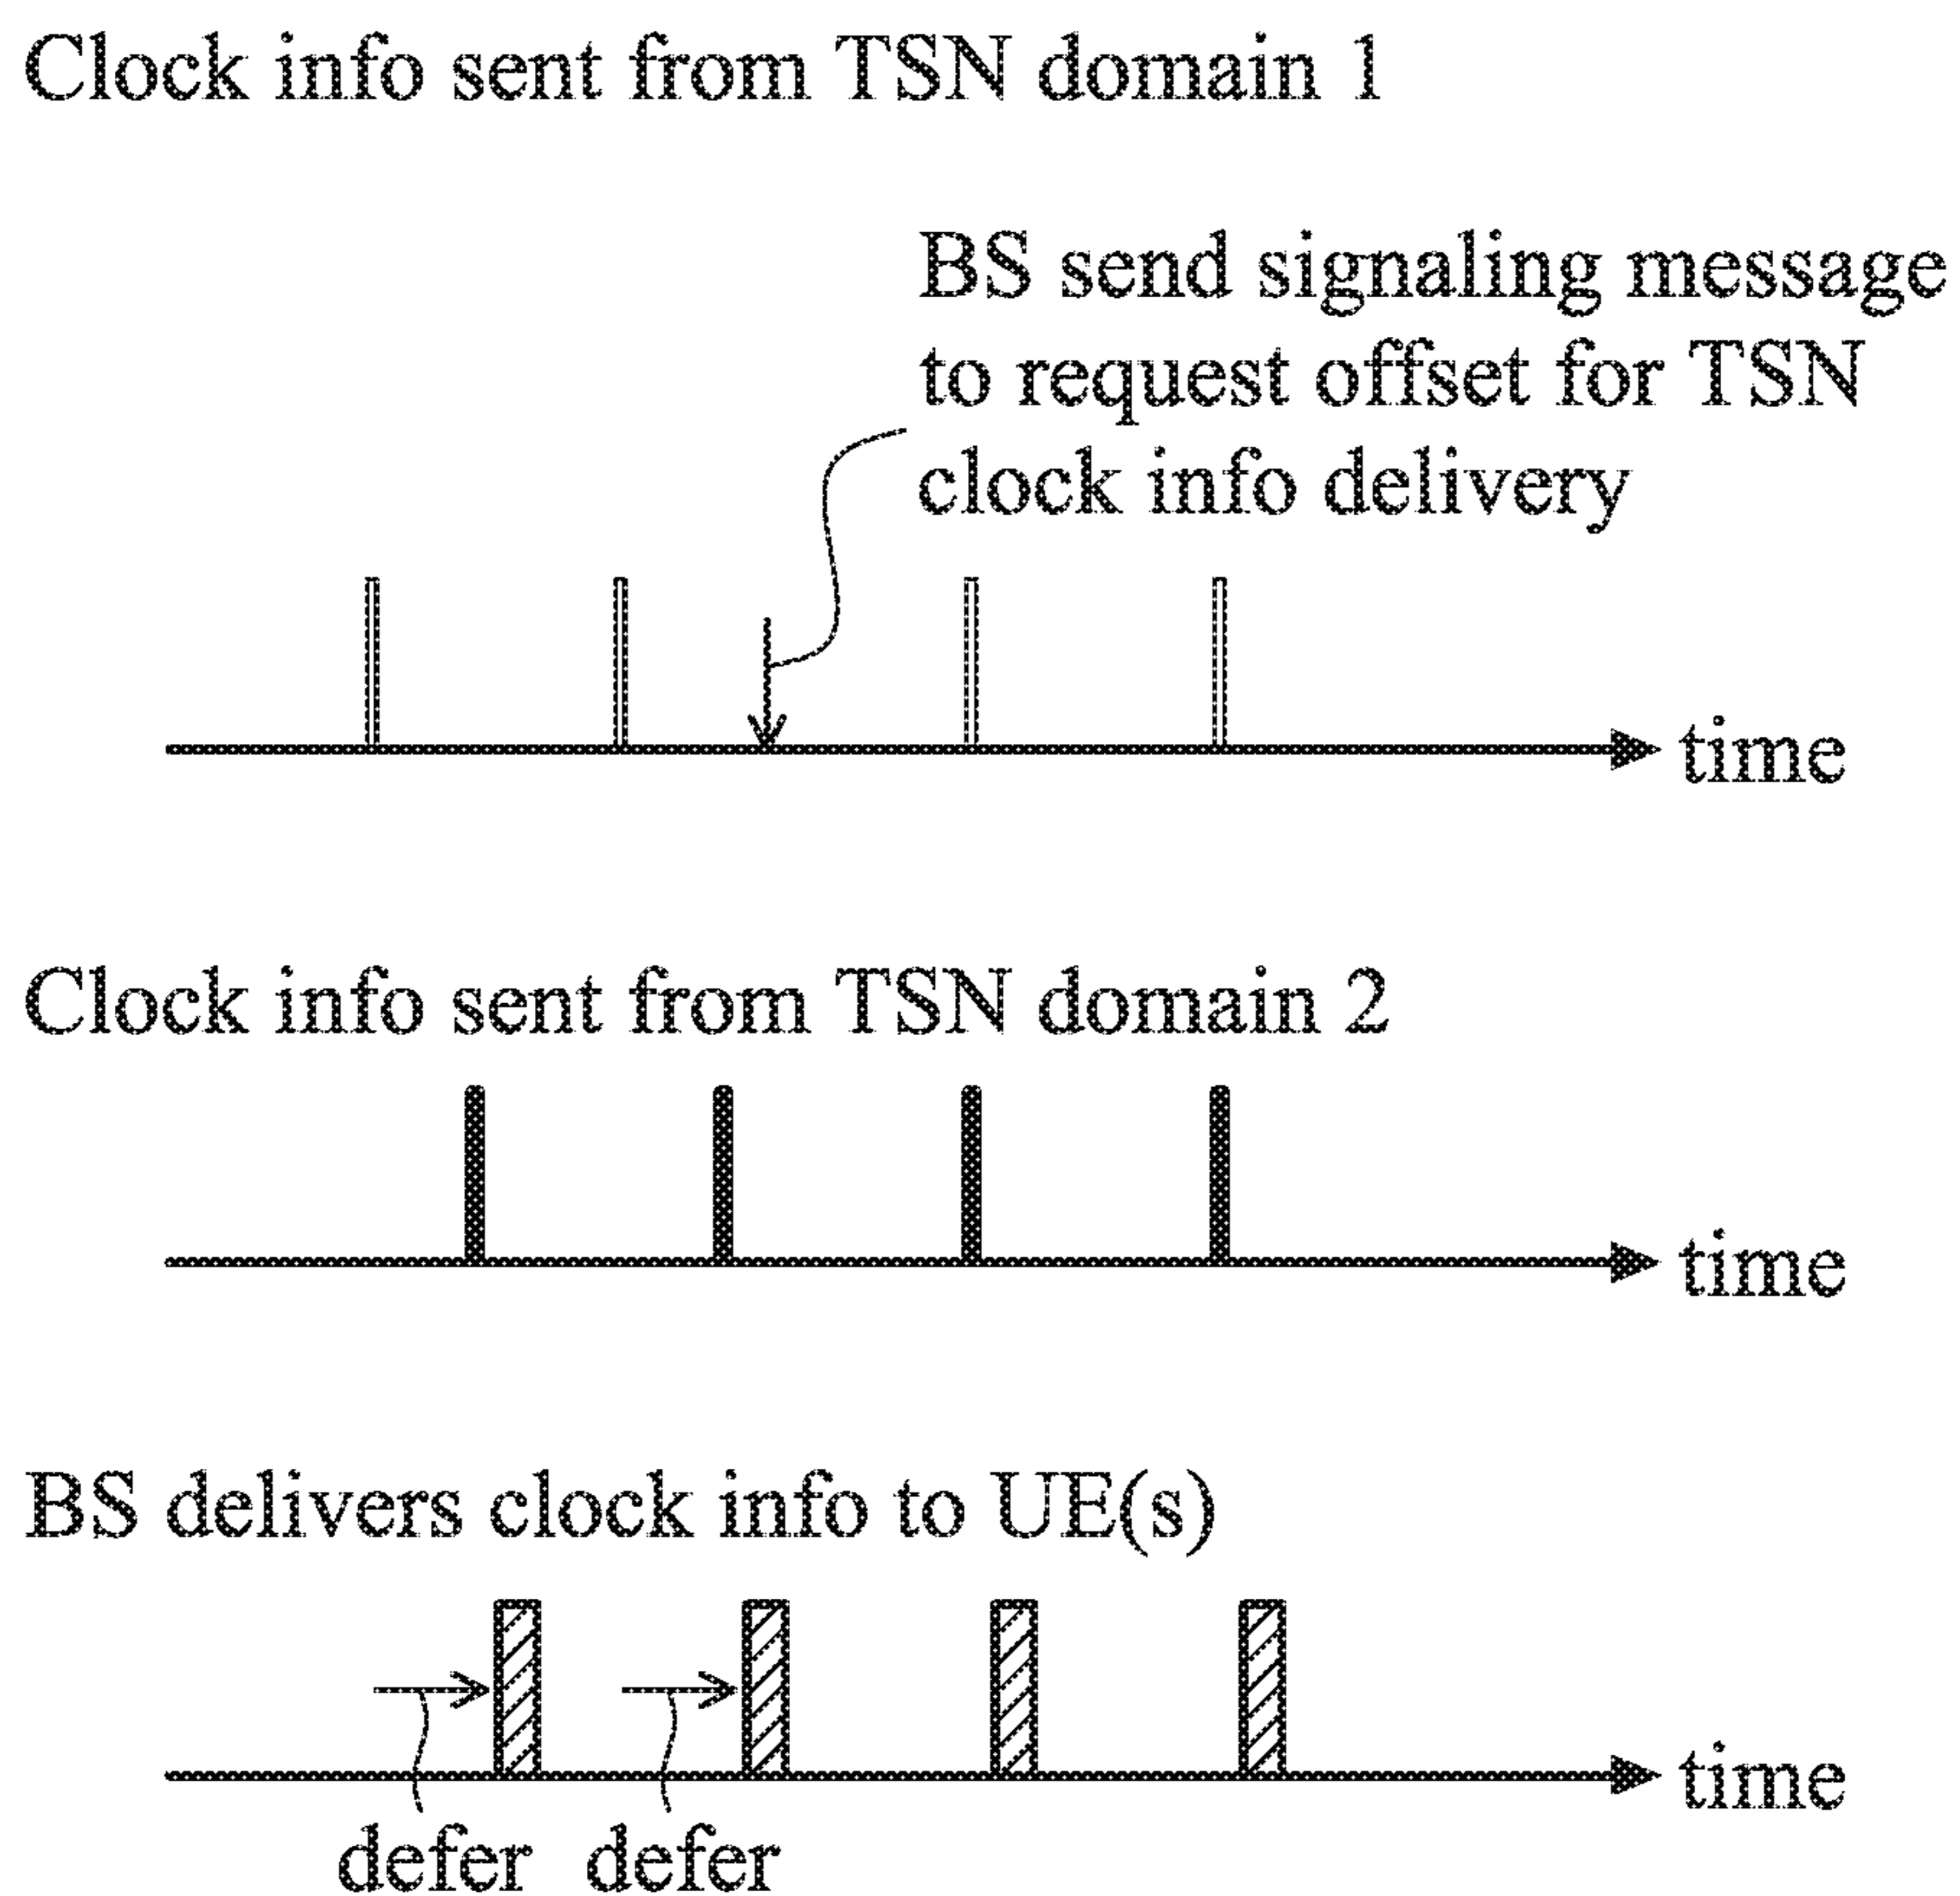 Clock info sent from TSN domain 1
BS send signaling message
to request offset for TSN
clock info delivery
time
Clock info sent from TSN domain 2
time
BS delivers clock info to UE(s)
time
defer defer